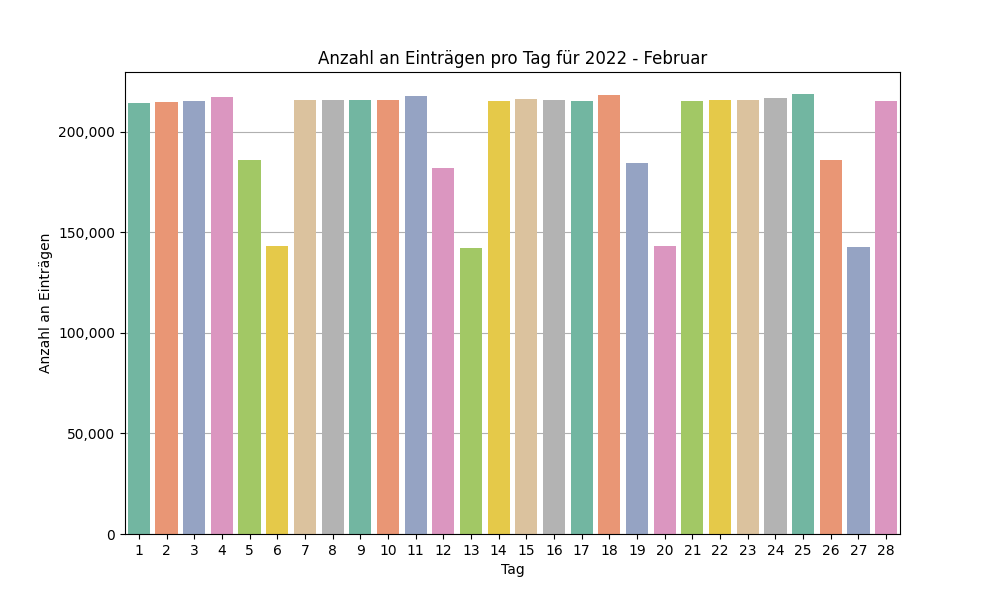 Anzahl an Einträgen pro Tag für 2022 - Februar
200,000
150,000
100,000
50,000
0
Anzahl an Einträgen
1 2 3 4 5 6 7 8 9 10 11 12 13 14 15 16 17 18 19 20 21 22 23 24 25 26 27 28
Tag